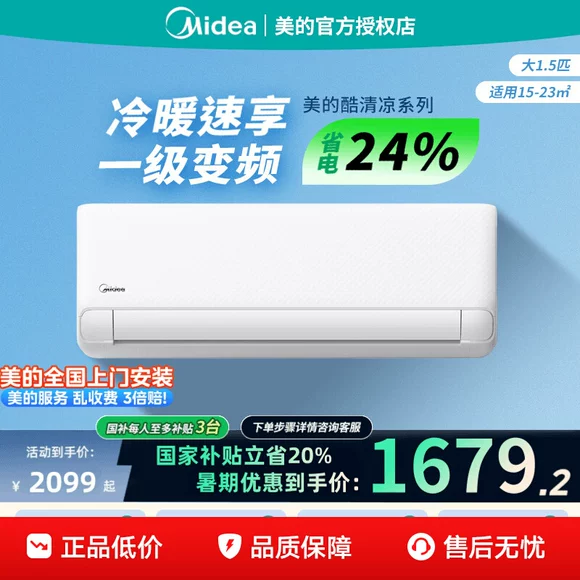 Midea 美的官方授权店
大1.5匹
适用15-23㎡
冷暖速享
一级变频
美的酷清凉系列
省电 24%
Midea
美的全国上门安装
美的服务 乱收费 3倍赔!
国补每人至多补贴 3台
下单步骤详情咨询客服
活动到手价:
¥ 2099 起
国家补贴立省20%
暑期优惠到手价: 1679.2
正品低价
品质保障
售后无忧